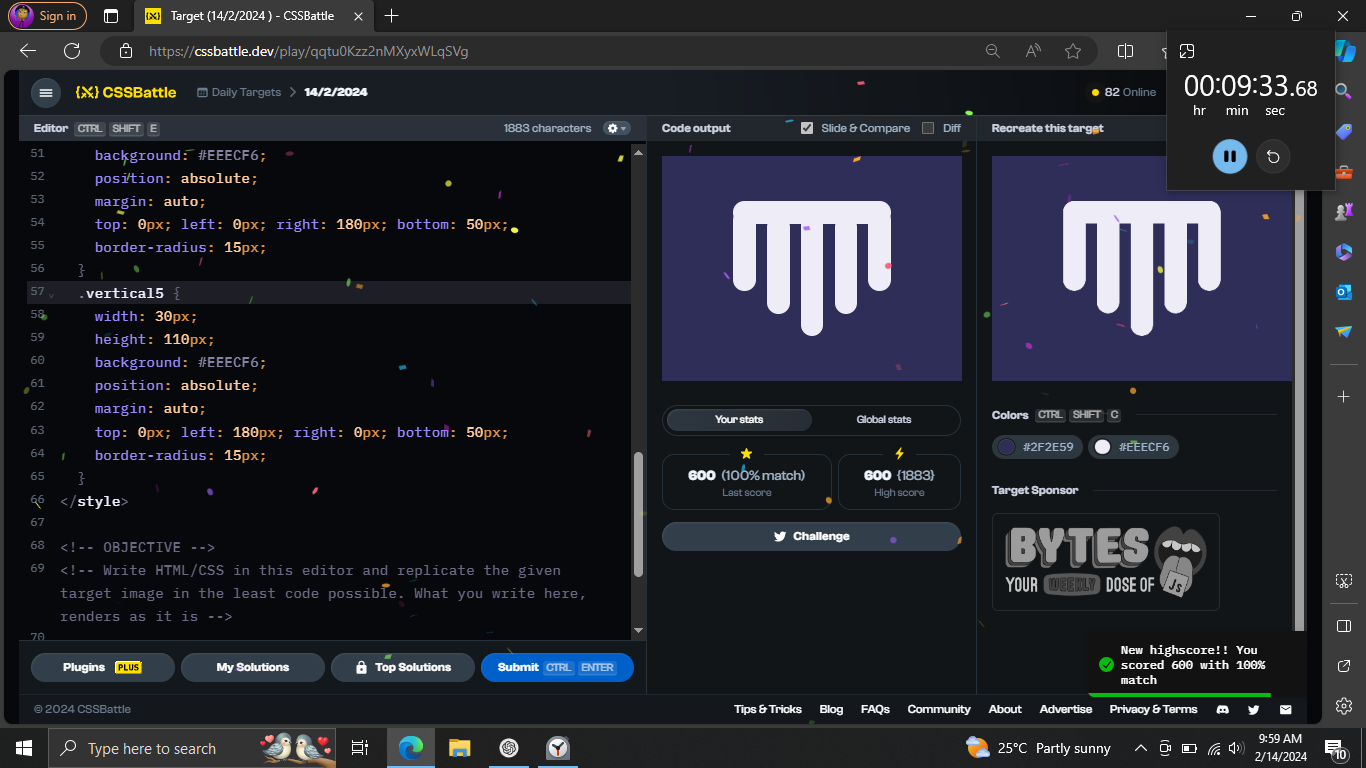 Sign in
Target (14/2/2024 ) - CSSBattle
https://cssbattle.dev/play/qqtu0Kzz2nMXyxWLqSVg
00:09:33.68
hr min sec
CSSBattle
Daily Targets
14/2/2024
82 Online
Editor CTRL SHIFT E
1883 characters
Code output
Slide & Compare
Diff
Recreate this target
51 background: #EEECF6;
52 position: absolute;
53 margin: auto;
54 top: 0px; left: 0px; right: 180px; bottom: 50px;
55 border-radius: 15px;
56 }
57 .vertical5 {
58 width: 30px;
59 height: 110px;
60 background: #EEECF6;
61 position: absolute;
62 margin: auto;
63 top: 0px; left: 180px; right: 0px; bottom: 50px;
64 border-radius: 15px;
65 }
66 </style>
67
68 <!-- OBJECTIVE -->
69 <!-- Write HTML/CSS in this editor and replicate the given
target image in the least code possible. What you write here,
renders as it is -->
70
Your stats
Global stats
600 (100% match)
Last score
600 {1883}
High score
Challenge
Colors CTRL SHIFT C
#2F2E59
#EEECF6
Target Sponsor
BYTES
YOUR WEEKLY DOSE OF JS
Plugins PLUS
My Solutions
Top Solutions
Submit CTRL ENTER
New highscore!! You
scored 600 with 100%
match
© 2024 CSSBattle
Tips & Tricks Blog FAQs Community About Advertise Privacy & Terms
Type here to search
25°C Partly sunny
9:59 AM
2/14/2024
10